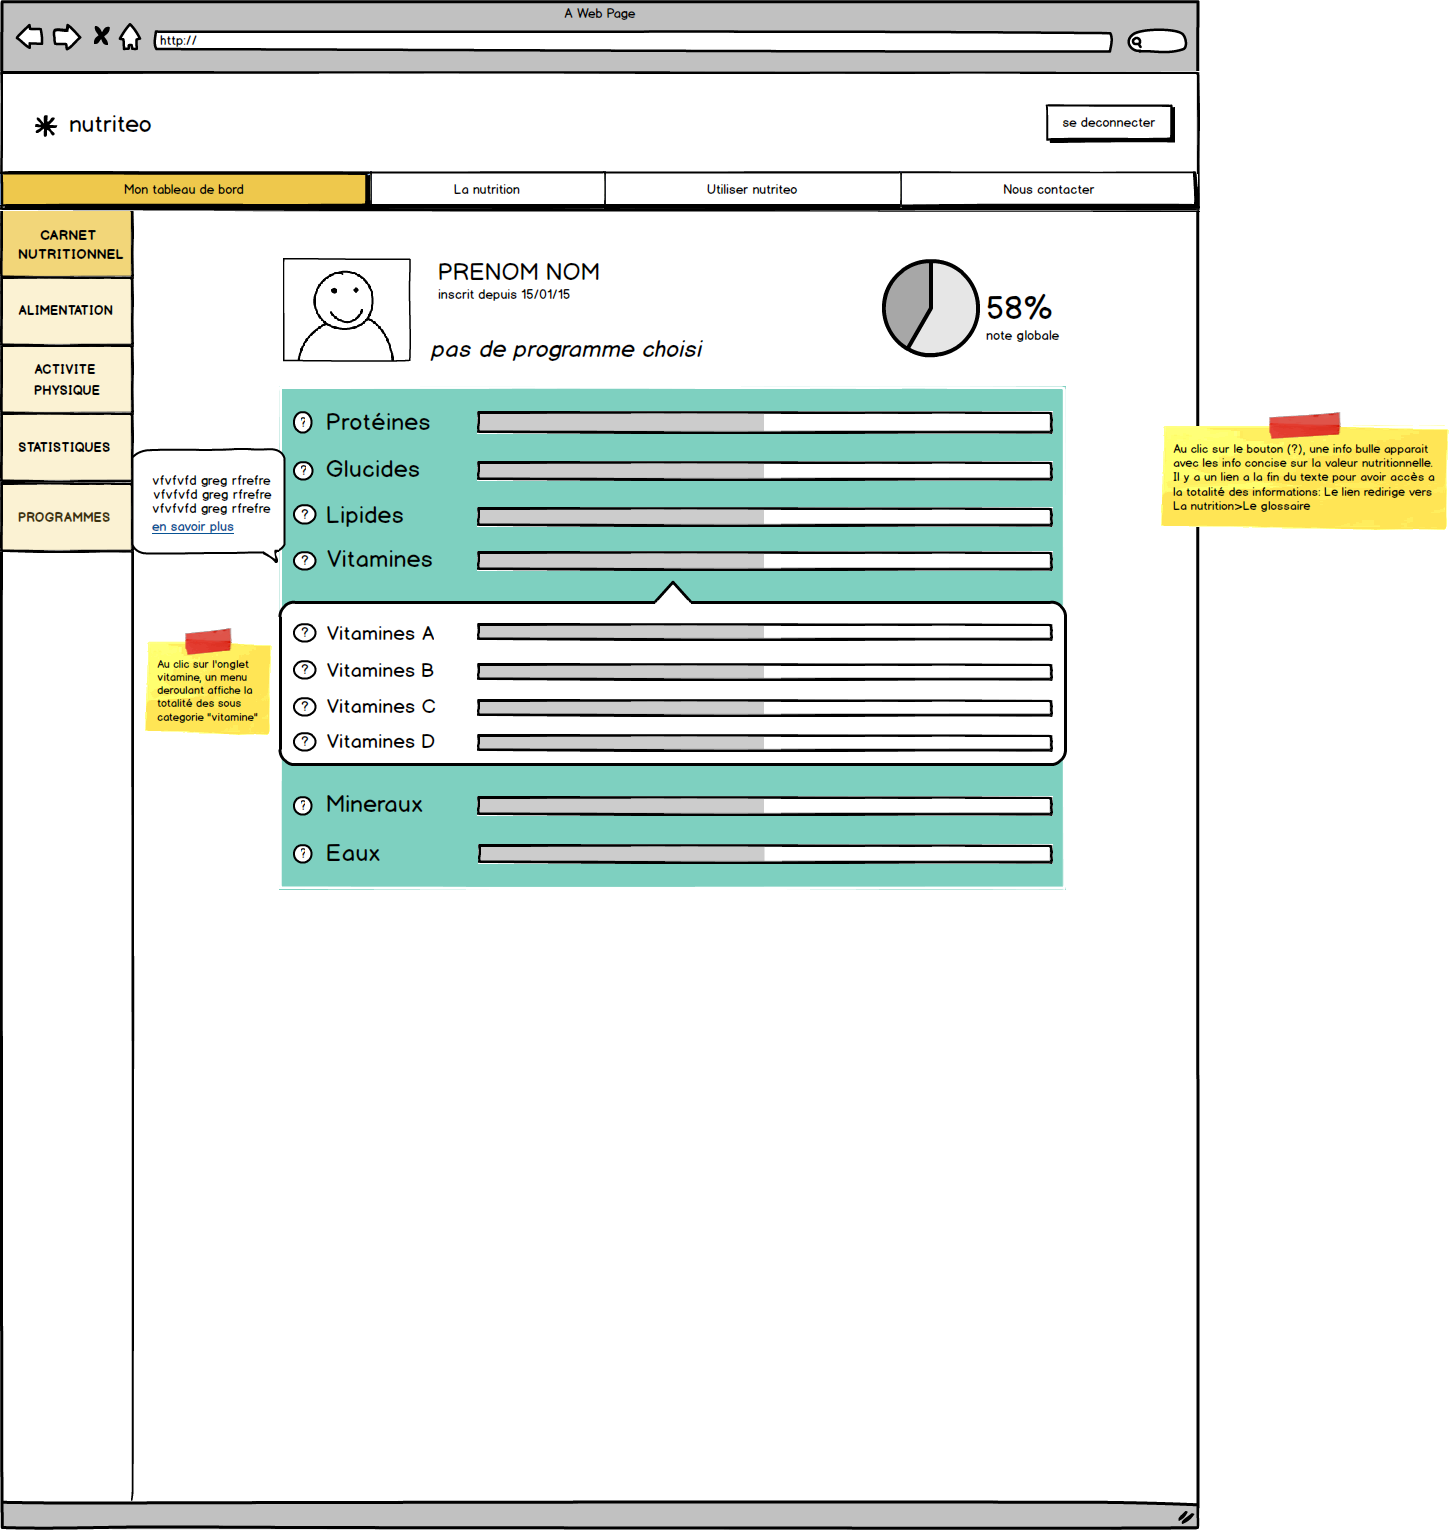 A Web Page
http://
nutriteo
se deconnecter
Mon tableau de bord
La nutrition
Utiliser nutriteo
Nous contacter
CARNET
NUTRITIONNEL
ALIMENTATION
ACTIVITE
PHYSIQUE
STATISTIQUES
PROGRAMMES
PRENOM NOM
inscrit depuis 15/01/15
pas de programme choisi
58%
note globale
? Protéines
? Glucides
? Lipides
? Vitamines
vfvfvfd greg rfrefre
vfvfvfd greg rfrefre
vfvfvfd greg rfrefre
en savoir plus
? Vitamines A
? Vitamines B
? Vitamines C
? Vitamines D
? Mineraux
? Eaux
Au clic sur l'onglet
vitamine, un menu
deroulant affiche la
totalité des sous
categorie "vitamine"
Au clic sur le bouton (?), une info bulle apparait
avec les info concise sur la valeur nutritionnelle.
Il y a un lien a la fin du texte pour avoir accès a
la totalité des informations: Le lien redirige vers
La nutrition>Le glossaire